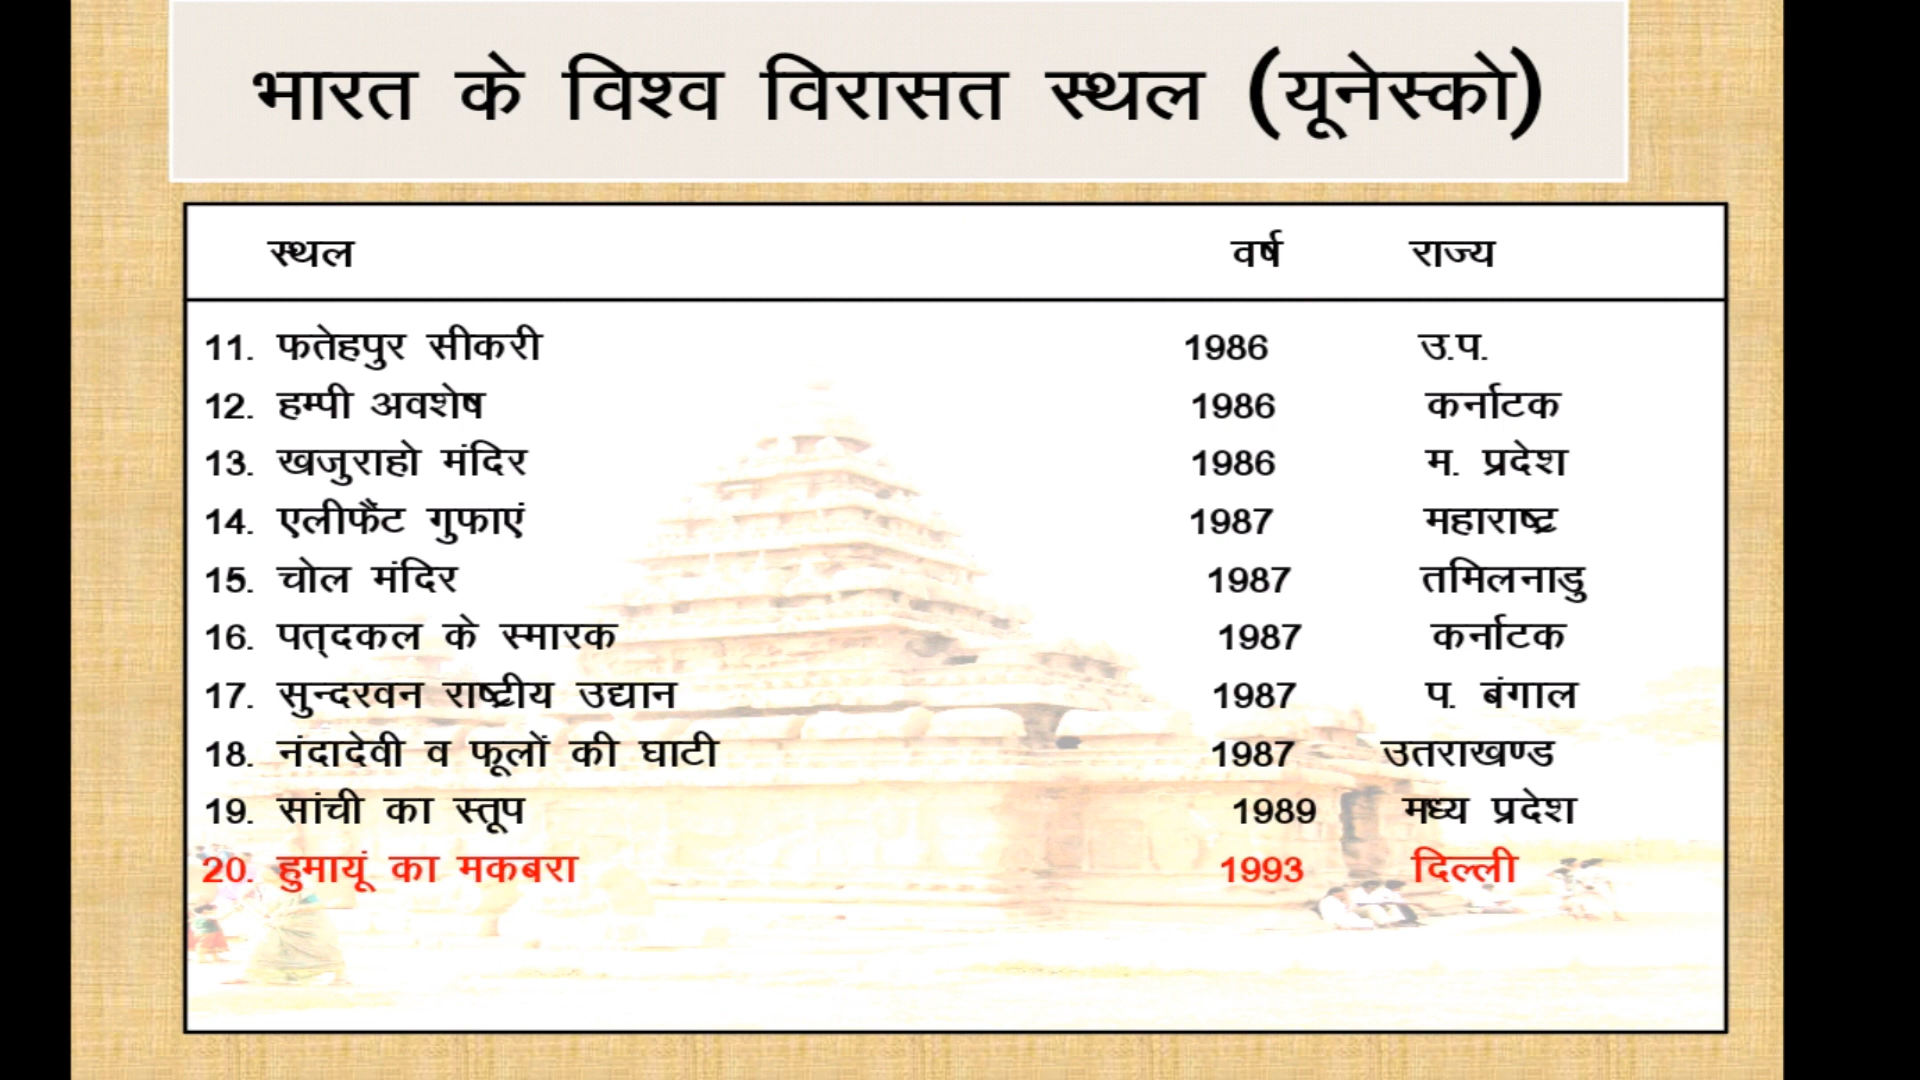 भारत के विश्व विरासत स्थल (यूनेस्को)
स्थल वर्ष राज्य
11. फतेहपुर सीकरी 1986 उ.प.
12. हम्पी अवशेष 1986 कर्नाटक
13. खजुराहो मंदिर 1986 म. प्रदेश
14. एलीफैंट गुफाएं 1987 महाराष्ट्र
15. चोल मंदिर 1987 तमिलनाडु
16. पत्‌दकल के स्मारक 1987 कर्नाटक
17. सुन्दरवन राष्ट्रीय उद्यान 1987 प. बंगाल
18. नंदादेवी व फूलों की घाटी 1987 उतराखण्ड
19. सांची का स्तूप 1989 मध्य प्रदेश
20. हुमायूं का मकबरा 1993 दिल्ली